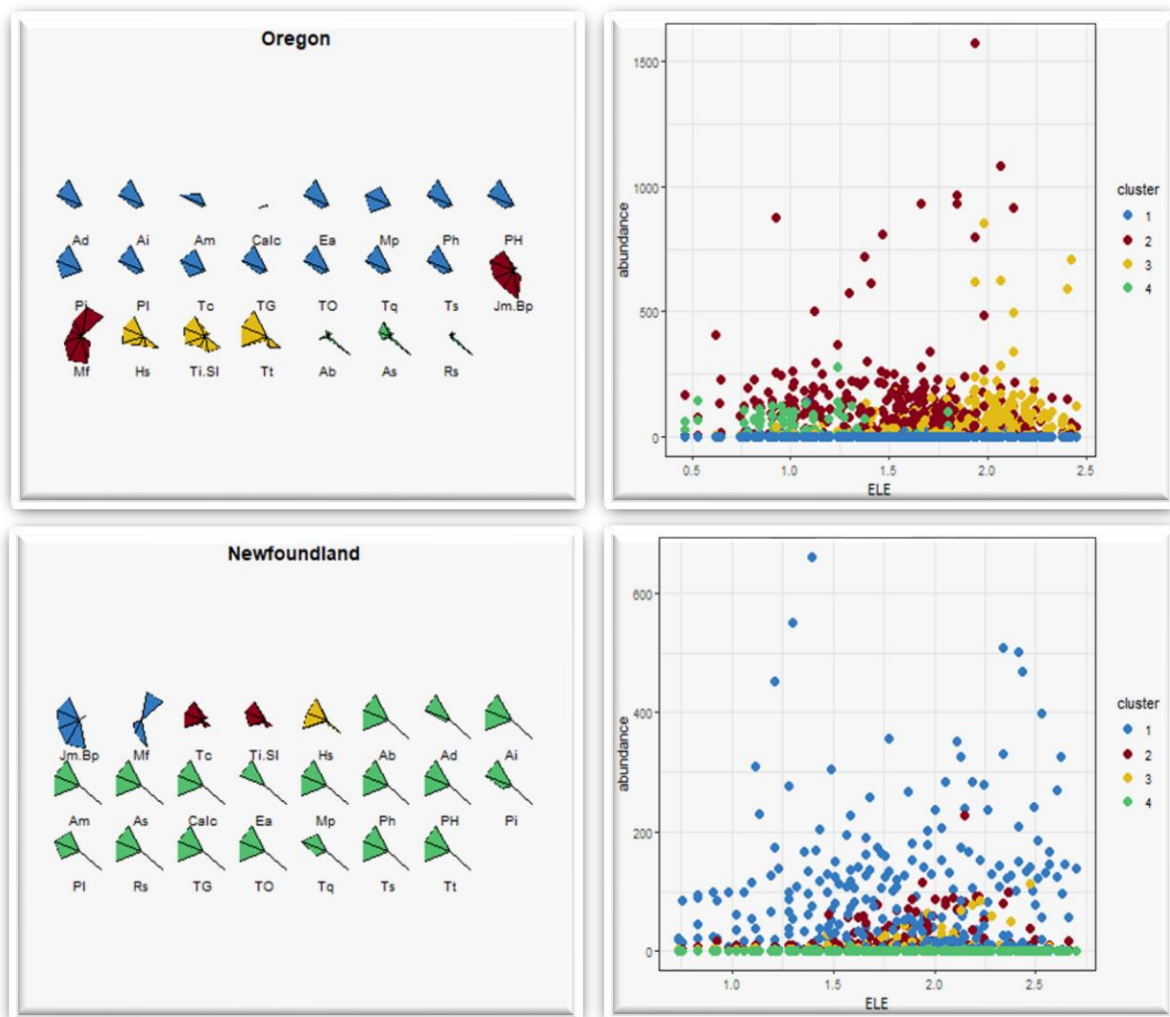 Oregon
Ad Ai Am Calc Ea Mp Ph PH
Pi PI Tc TG TO Tq Ts Jm.Bp
Mf Hs Ti.SI Tt Ab As Rs
1500
1000
500
0
abundance
0.5 1.0 1.5 2.0 2.5
ELE
cluster
1
2
3
4
Newfoundland
Jm.Bp Mf Tc Ti.SI Hs Ab Ad Ai
Am As Calc Ea Mp Ph PH Pi
PI Rs TG TO Tq Ts Tt
600
400
200
0
abundance
1.0 1.5 2.0 2.5
ELE
cluster
1
2
3
4